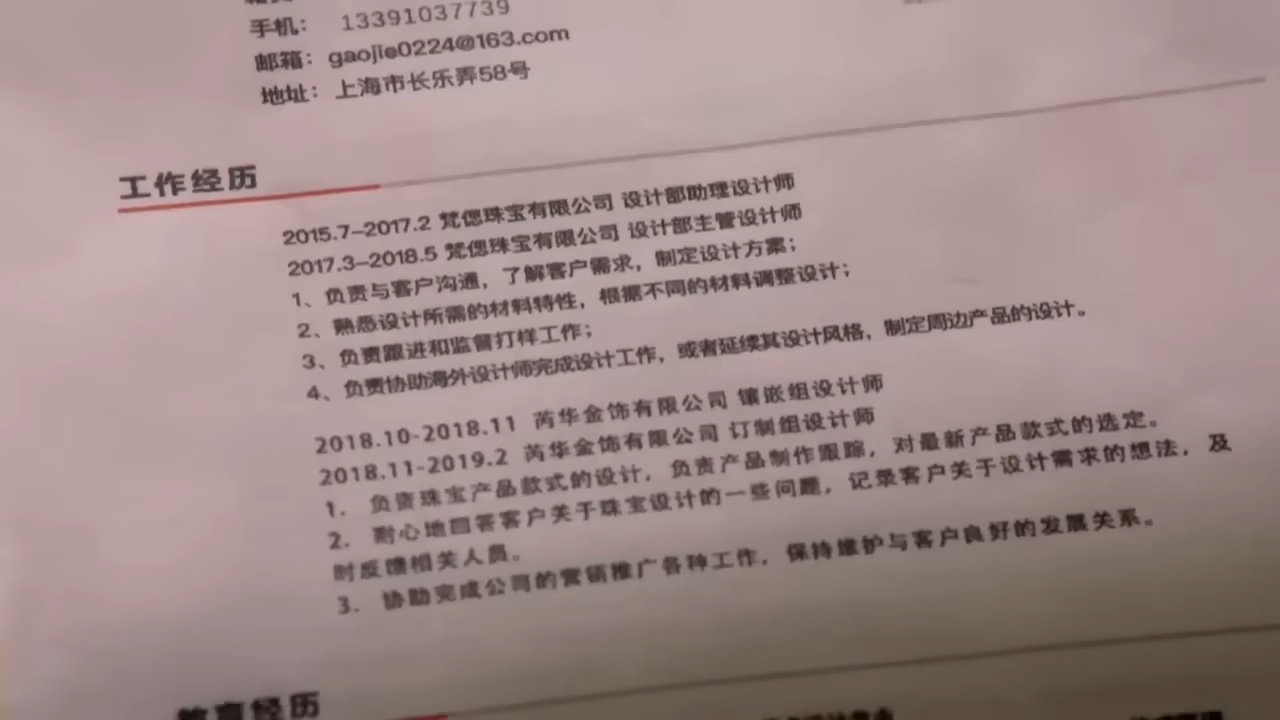 手机： 13391037739
邮箱：gaojie0224@163.com
地址：上海市长乐弄58号
工作经历
2015.7-2017.2 梵偲珠宝有限公司 设计部助理设计师
2017.3-2018.5 梵偲珠宝有限公司 设计部主管设计师
1、负责与客户沟通，了解客户需求，制定设计方案；
2、熟悉设计所需的材料特性，根据不同的材料调整设计；
3、负责跟进和监督打样工作；
4、负责协助海外设计师完成设计工作，或者延续其设计风格，制定周边产品的设计。
2018.10-2018.11 芮华金饰有限公司 镶嵌组设计师
2018.11-2019.2 芮华金饰有限公司 订制组设计师
1. 负责珠宝产品款式的设计，负责产品制作跟踪，对最新产品款式的选定。
2. 耐心地回答客户关于珠宝设计的一些问题，记录客户关于设计需求的想法，及
时反馈相关人员。
3. 协助完成公司的营销推广各种工作，保持维护与客户良好的发展关系。
教育经历